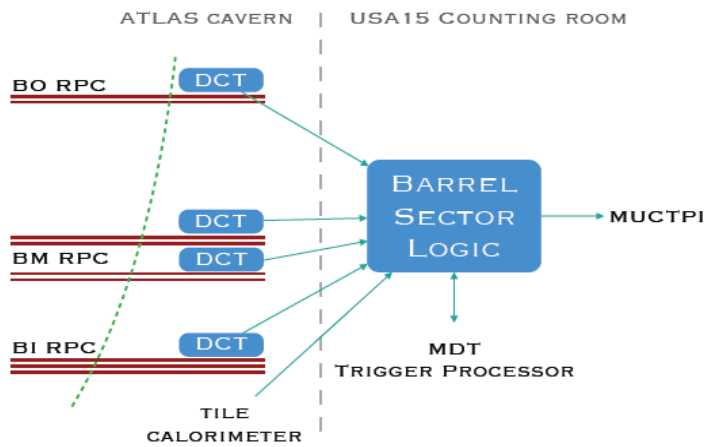 ATLAS CAVERN
USA15 COUNTING ROOM
BO RPC
DCT
DCT
BM RPC
DCT
BI RPC
DCT
BARREL
SECTOR
LOGIC
MUCTPI
MDT
TRIGGER PROCESSOR
TILE
CALORIMETER